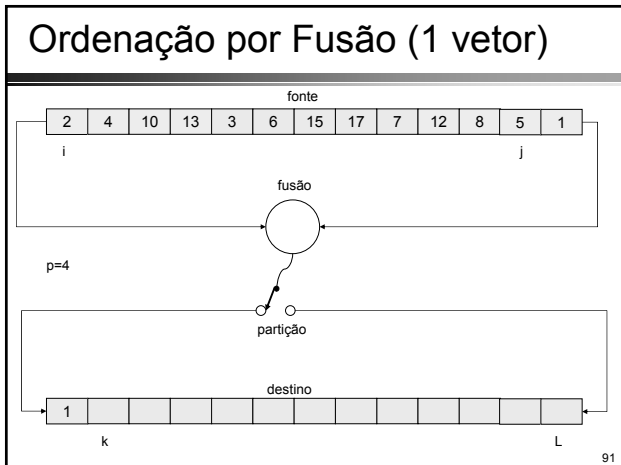 Ordenação por Fusão (1 vetor)
fonte
2 4 10 13 3 6 15 17 7 12 8 5 1
i j
fusão
p=4
partição
destino
1
k L
91